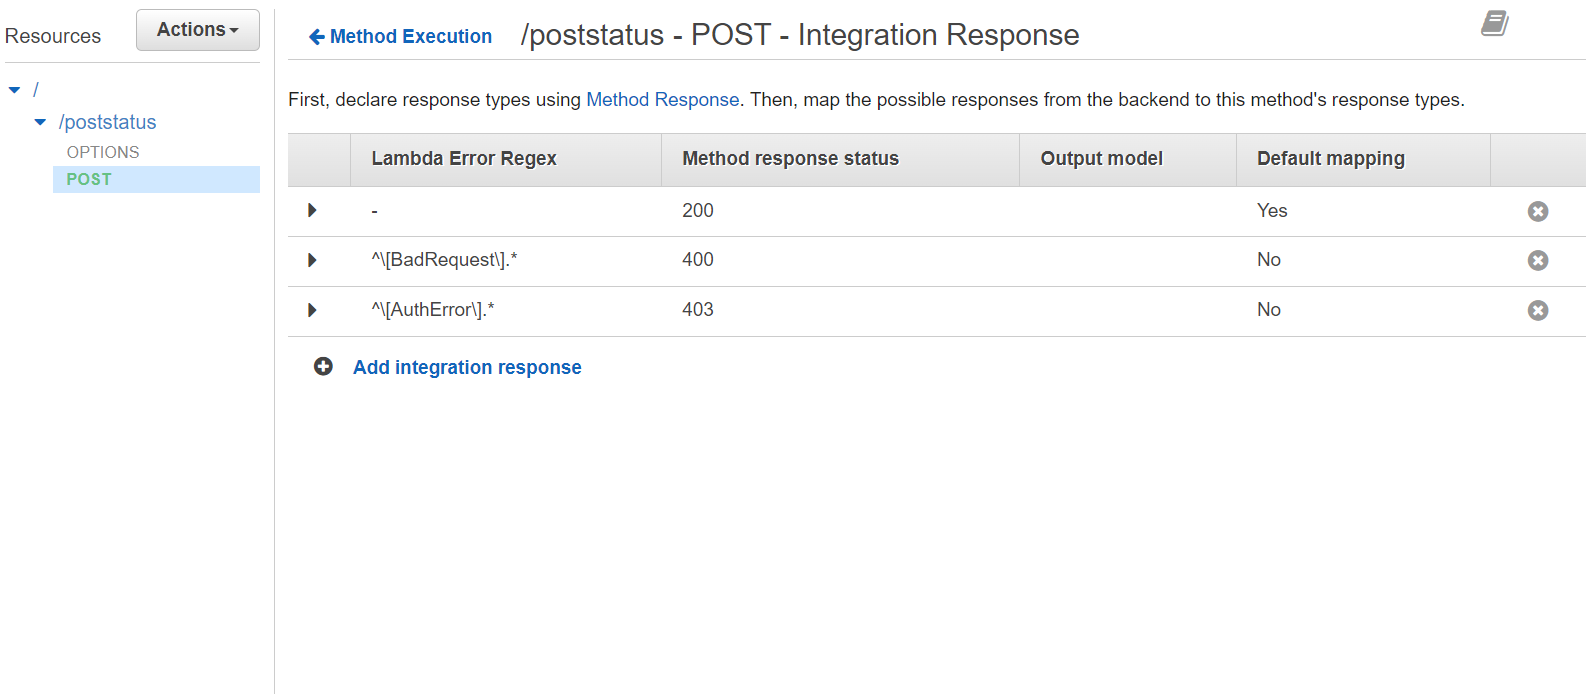 Resources
Actions
/
/poststatus
OPTIONS
POST
Method Execution
/poststatus - POST - Integration Response
First, declare response types using Method Response. Then, map the possible responses from the backend to this method's response types.
Lambda Error Regex Method response status Output model Default mapping
- 200 Yes
^\[BadRequest\].* 400 No
^\[AuthError\].* 403 No
Add integration response